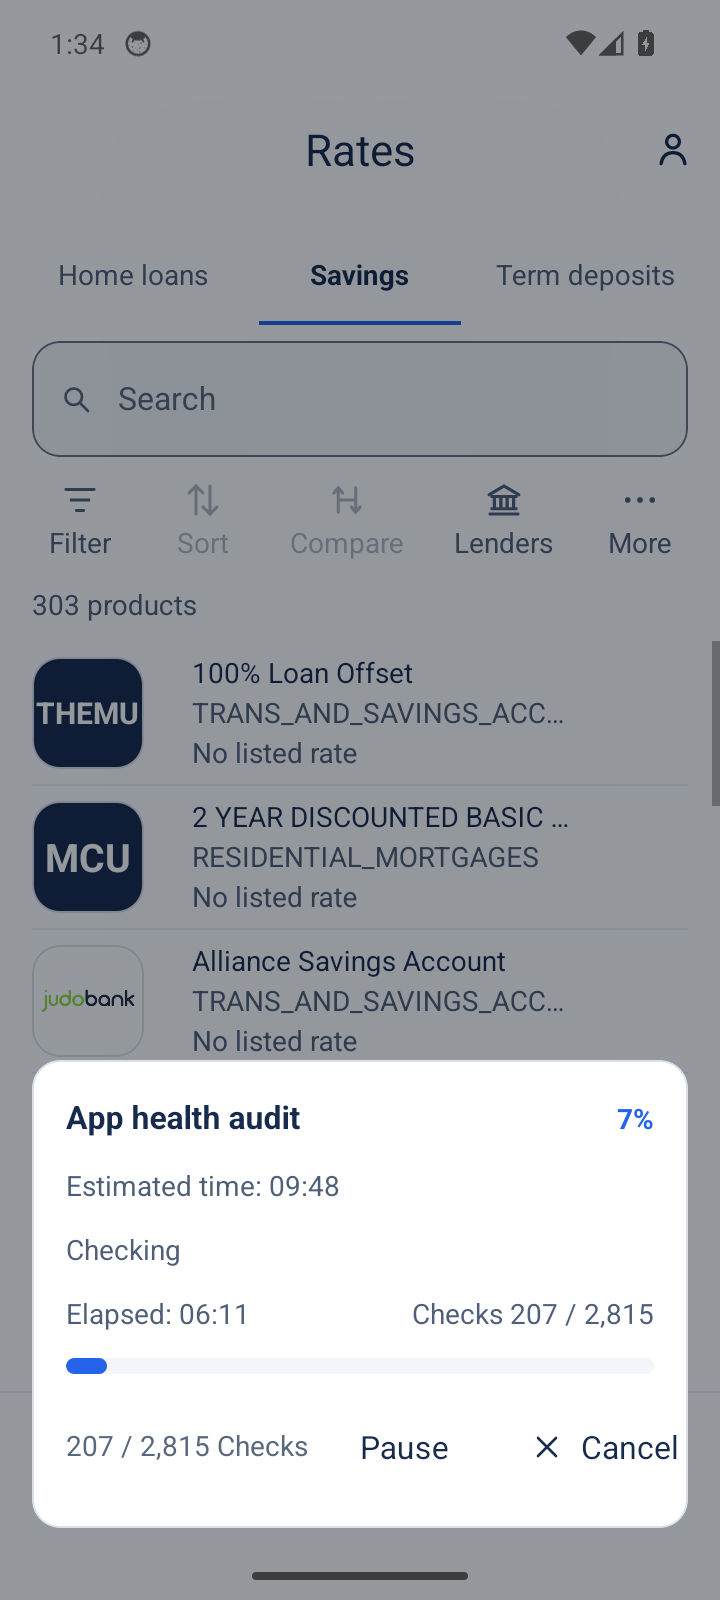 1:34
Rates
Home loans
Savings
Term deposits
Search
Filter
Sort
Compare
Lenders
More
303 products
THEMU
100% Loan Offset
TRANS_AND_SAVINGS_ACC...
No listed rate
MCU
2 YEAR DISCOUNTED BASIC ...
RESIDENTIAL_MORTGAGES
No listed rate
judobank
Alliance Savings Account
TRANS_AND_SAVINGS_ACC...
No listed rate
App health audit
7%
Estimated time: 09:48
Checking
Elapsed: 06:11
Checks 207 / 2,815
207 / 2,815 Checks
Pause
Cancel